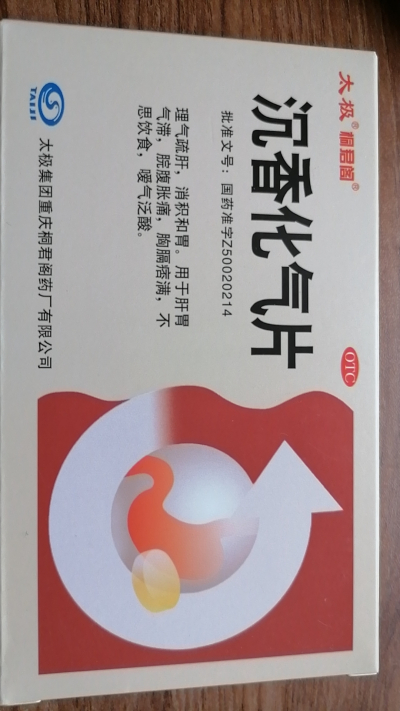 太极® 桐君阁®
沉香化气片
OTC
批准文号：国药准字Z50020214
理气疏肝，消积和胃。用于肝胃
气滞，脘腹胀痛，胸膈痞满，不
思饮食，嗳气泛酸。
TAIJI
太极集团重庆桐君阁药厂有限公司